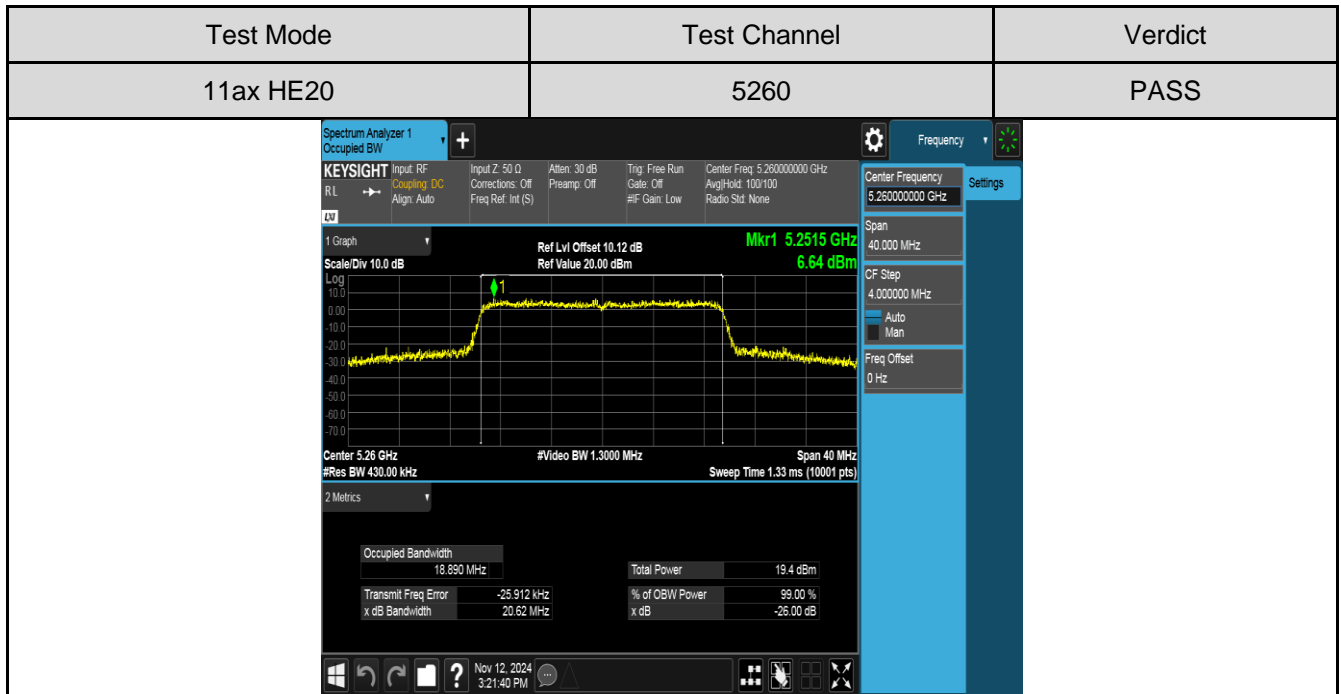 Test Mode Test Channel Verdict
11ax HE20 5260 PASS
Spectrum Analyzer 1
Occupied BW
+
Frequency
KEYSIGHT Input: RF Input Z: 50 Ω Atten: 30 dB Trig: Free Run Center Freq: 5.260000000 GHz
RL Coupling: DC Corrections: Off Preamp: Off Gate: Off Avg|Hold: 100/100
Align: Auto Freq Ref: Int (S) #IF Gain: Low Radio Std: None
LXI
Center Frequency
5.260000000 GHz
Settings
Span
40.000 MHz
CF Step
4.000000 MHz
Auto
Man
Freq Offset
0 Hz
1 Graph Ref Lvl Offset 10.12 dB Mkr1 5.2515 GHz
Scale/Div 10.0 dB Ref Value 20.00 dBm 6.64 dBm
Log
1
10.0
0.00
-10.0
-20.0
-30.0
-40.0
-50.0
-60.0
-70.0
Center 5.26 GHz #Video BW 1.3000 MHz Span 40 MHz
#Res BW 430.00 kHz Sweep Time 1.33 ms (10001 pts)
2 Metrics
Occupied Bandwidth
18.890 MHz Total Power 19.4 dBm
Transmit Freq Error -25.912 kHz % of OBW Power 99.00 %
x dB Bandwidth 20.62 MHz x dB -26.00 dB
? Nov 12, 2024
3:21:40 PM